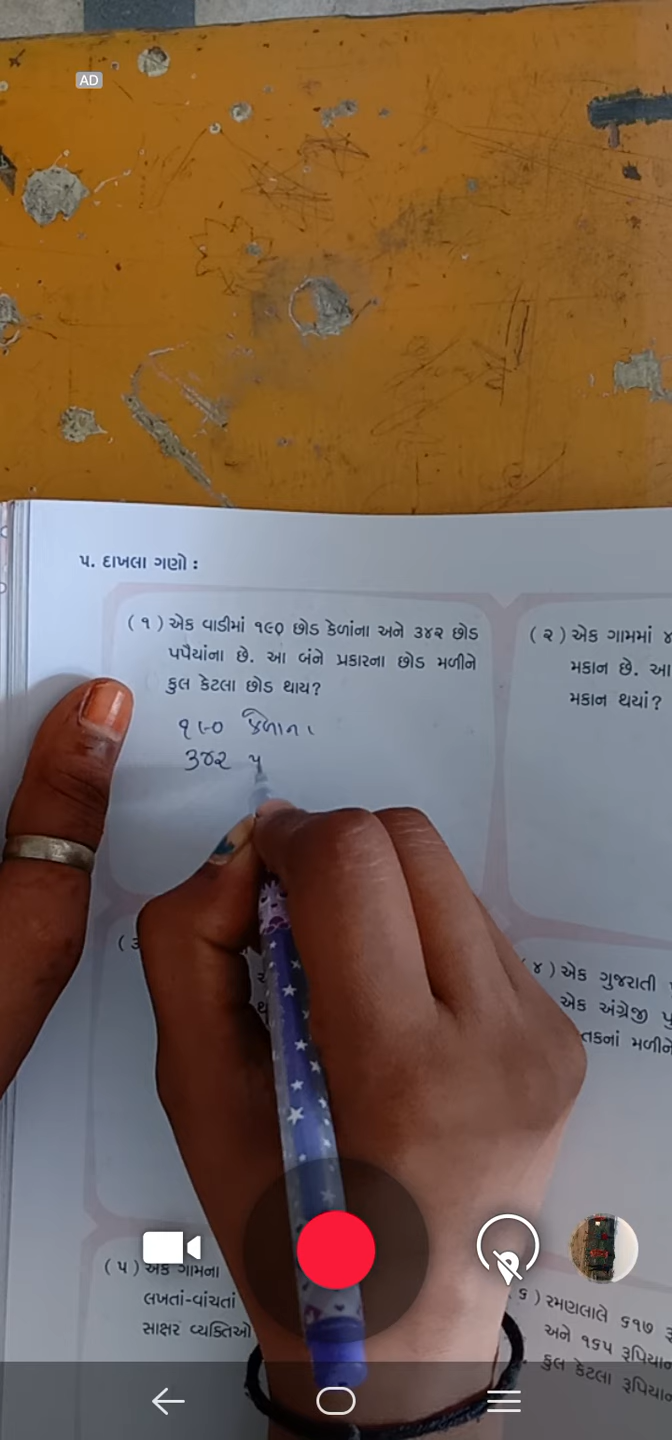 AD
૫. દાખલા ગણો :
(૧) એક વાડીમાં ૧૯૦ છોડ કેળાંના અને ૩૪૨ છોડ
પપૈયાંના છે. આ બંને પ્રકારના છોડ મળીને
કુલ કેટલા છોડ થાય?
૧૯૦ કેળાના
૩૪૨ પ
(૨) એક ગામમાં ૪
મકાન છે. આ
મકાન થયાં?
(૩
૪) એક ગુજરાતી
એક અંગ્રેજી પુ
તકનાં મળીને
(૫) એક ગામના
લખતાં-વાંચતાં
સાક્ષર વ્યક્તિઓ
૬) રમણલાલે ૬૧૭ રૂ
અને ૧૬૫ રૂપિયાન
કુલ કેટલા રૂપિયાન